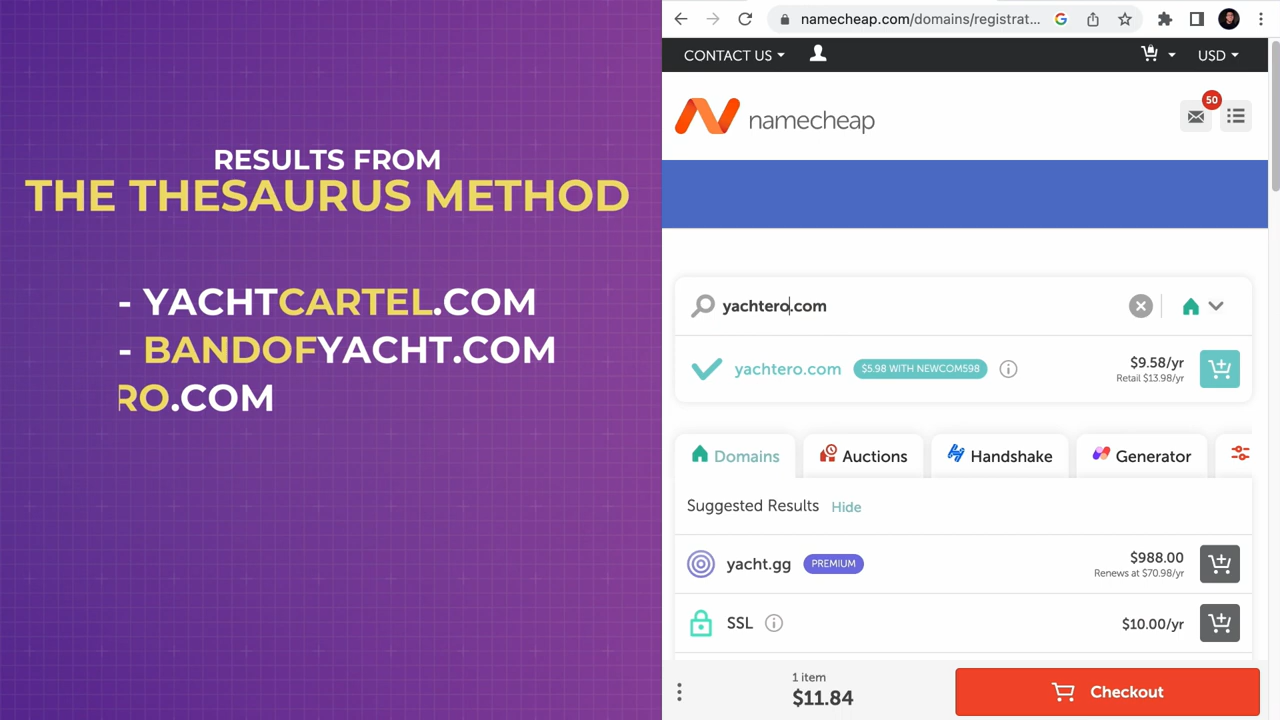 RESULTS FROM
THE THESAURUS METHOD
- YACHTCARTEL.COM
- BANDOFYACHT.COM
RO.COM
namecheap.com/domains/registrat...
CONTACT US
USD
namecheap
50
yachtero.com
yachtero.com
$5.98 WITH NEWCOM598
$9.58/yr
Retail $13.98/yr
Domains
Auctions
Handshake
Generator
Suggested Results
Hide
yacht.gg
PREMIUM
$988.00
Renews at $70.98/yr
SSL
$10.00/yr
1 item
$11.84
Checkout